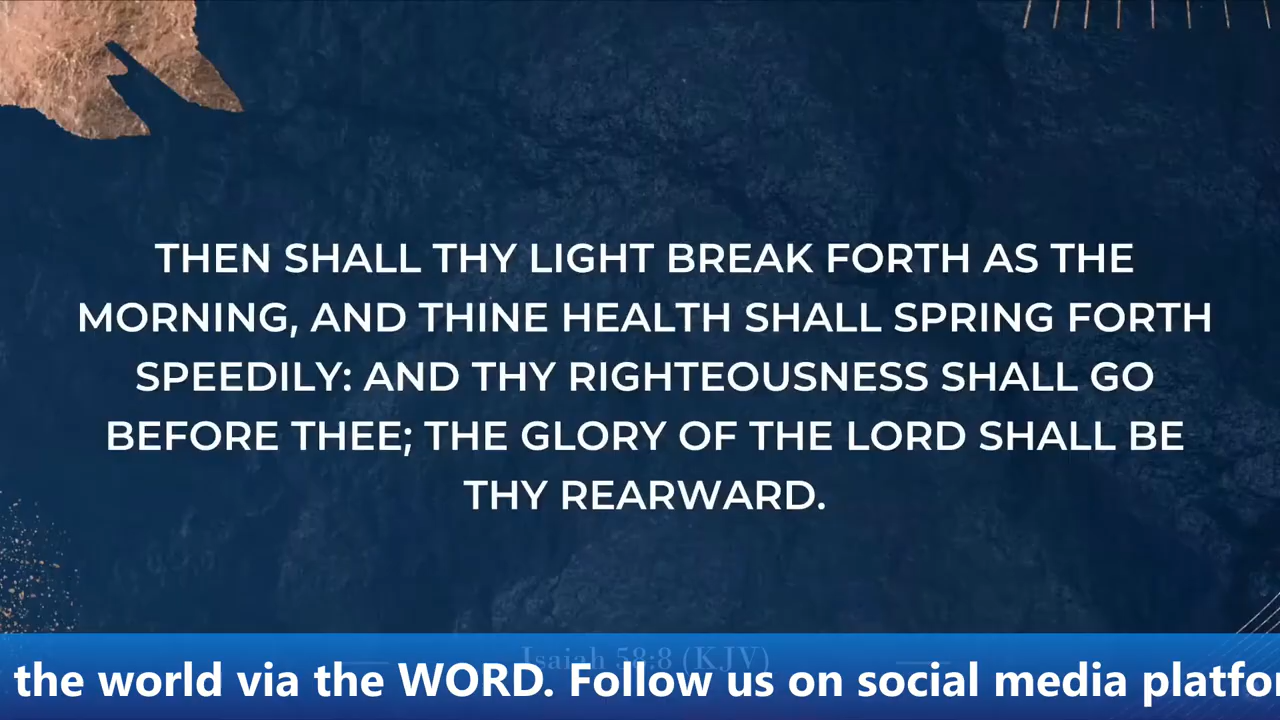 THEN SHALL THY LIGHT BREAK FORTH AS THE
MORNING, AND THINE HEALTH SHALL SPRING FORTH
SPEEDILY: AND THY RIGHTEOUSNESS SHALL GO
BEFORE THEE; THE GLORY OF THE LORD SHALL BE
THY REARWARD.
Isaiah 58:8 (KJV)
the world via the WORD. Follow us on social media platfor